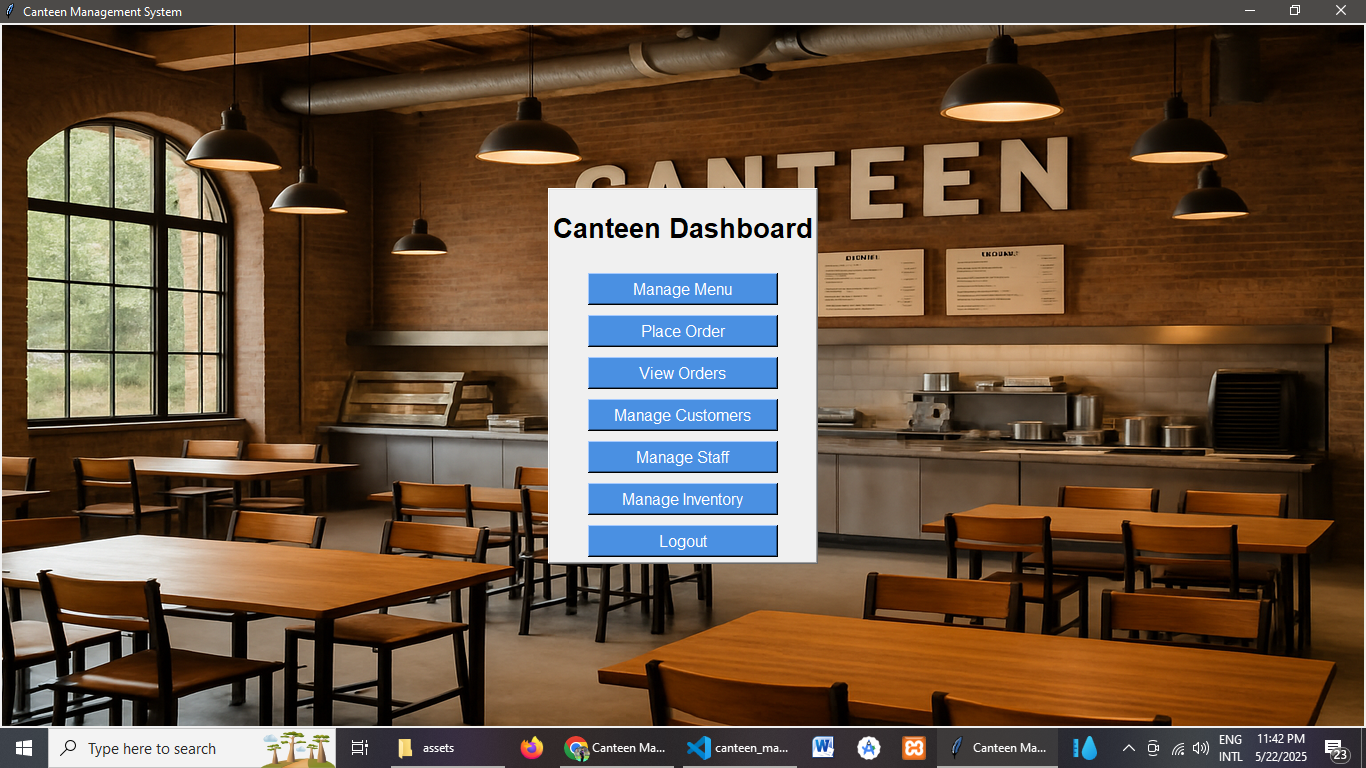 Canteen Management System
CANTEEN
Canteen Dashboard
Manage Menu
Place Order
View Orders
Manage Customers
Manage Staff
Manage Inventory
Logout
Type here to search
assets
Canteen Ma...
canteen_ma...
Canteen Ma...
ENG
INTL
11:42 PM
5/22/2025
23